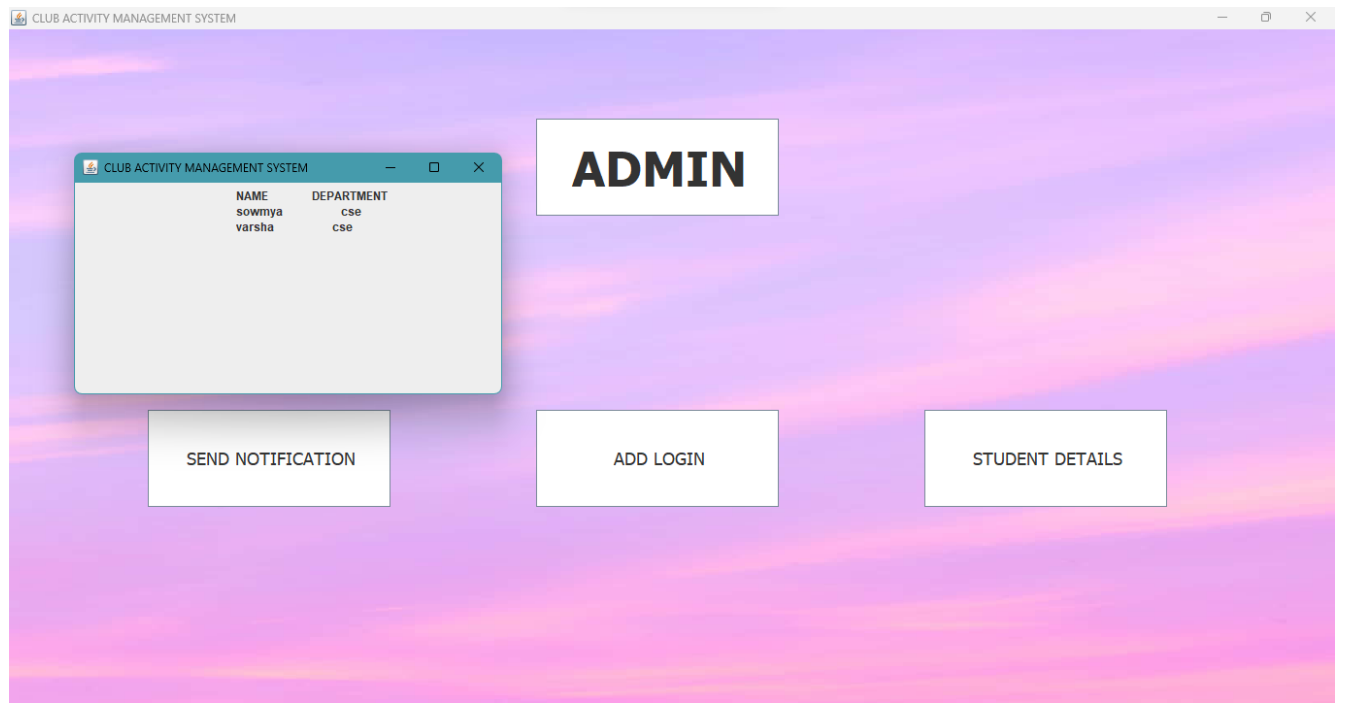 CLUB ACTIVITY MANAGEMENT SYSTEM
ADMIN
CLUB ACTIVITY MANAGEMENT SYSTEM
NAME DEPARTMENT
sowmya cse
varsha cse
SEND NOTIFICATION
ADD LOGIN
STUDENT DETAILS